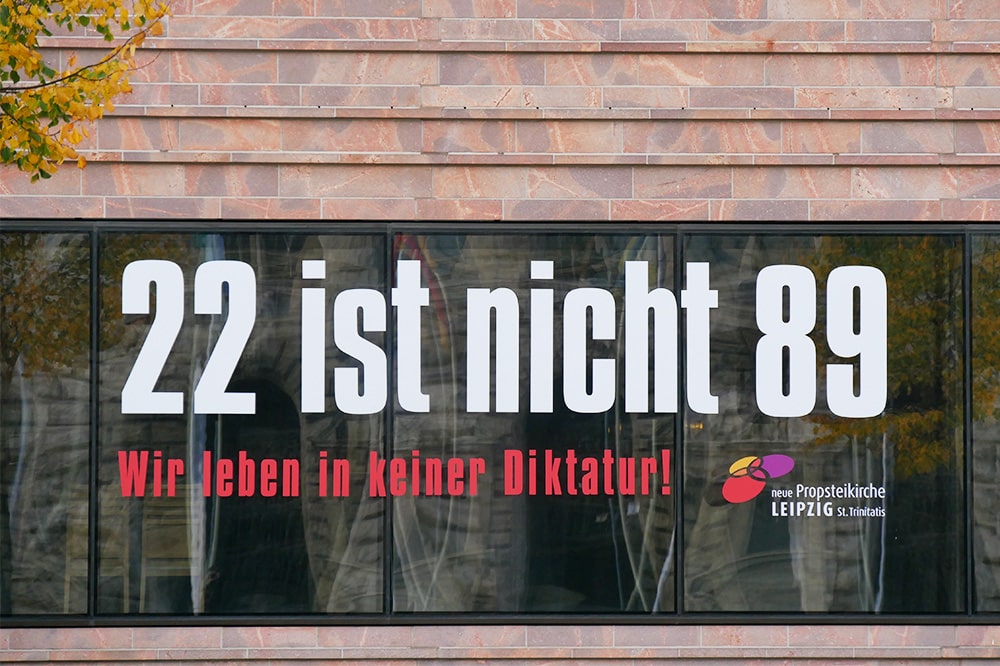 22 ist nicht 89
Wir leben in keiner Diktatur!
neue Propsteikirche
LEIPZIG St. Trinitatis